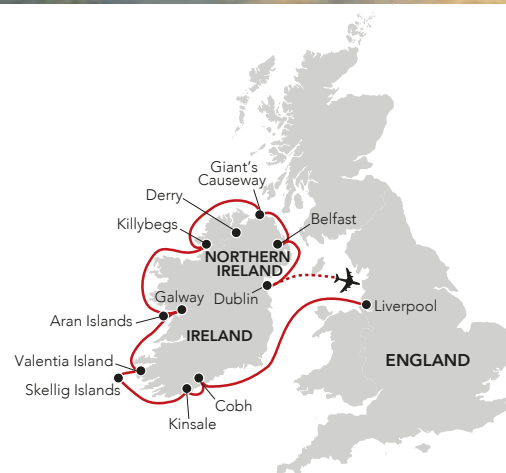 Giant's
Causeway
Derry
Belfast
Killybegs
NORTHERN
IRELAND
Galway
Dublin
Liverpool
Aran Islands
IRELAND
Valentia Island
ENGLAND
Skellig Islands
Cobh
Kinsale